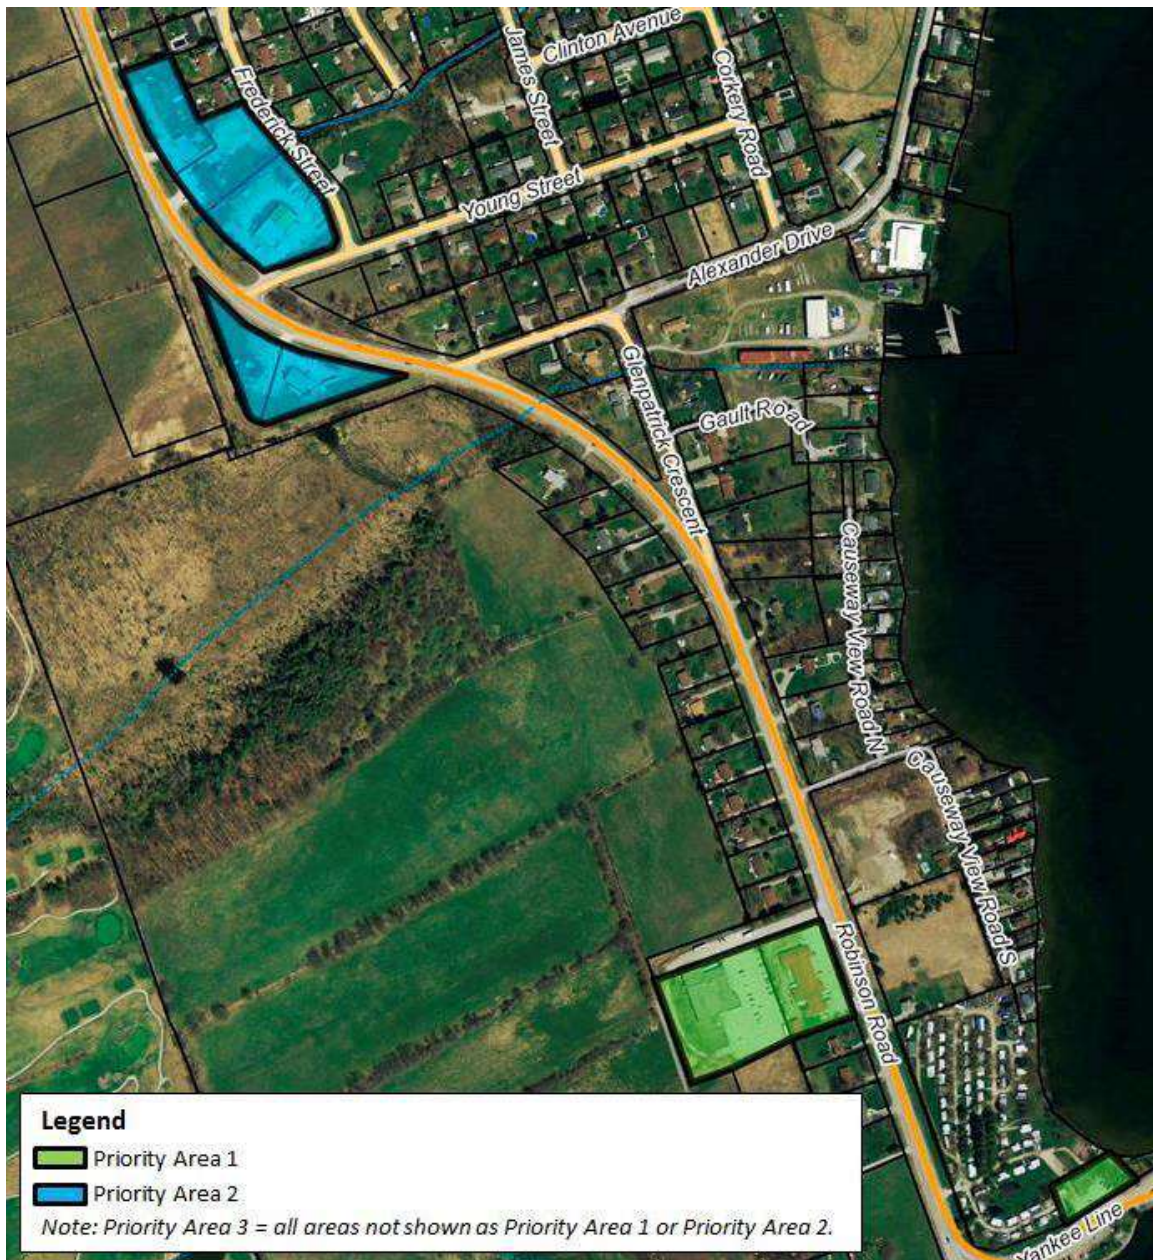 Clinton Avenue
James Street
Corkery Road
Frederick Street
Young Street
Alexander Drive
Glenpatrick Crescent
Gault Road
Causeway View Road N
Causeway View Road S
Robinson Road
Yankee Line
Legend
Priority Area 1
Priority Area 2
Note: Priority Area 3 = all areas not shown as Priority Area 1 or Priority Area 2.